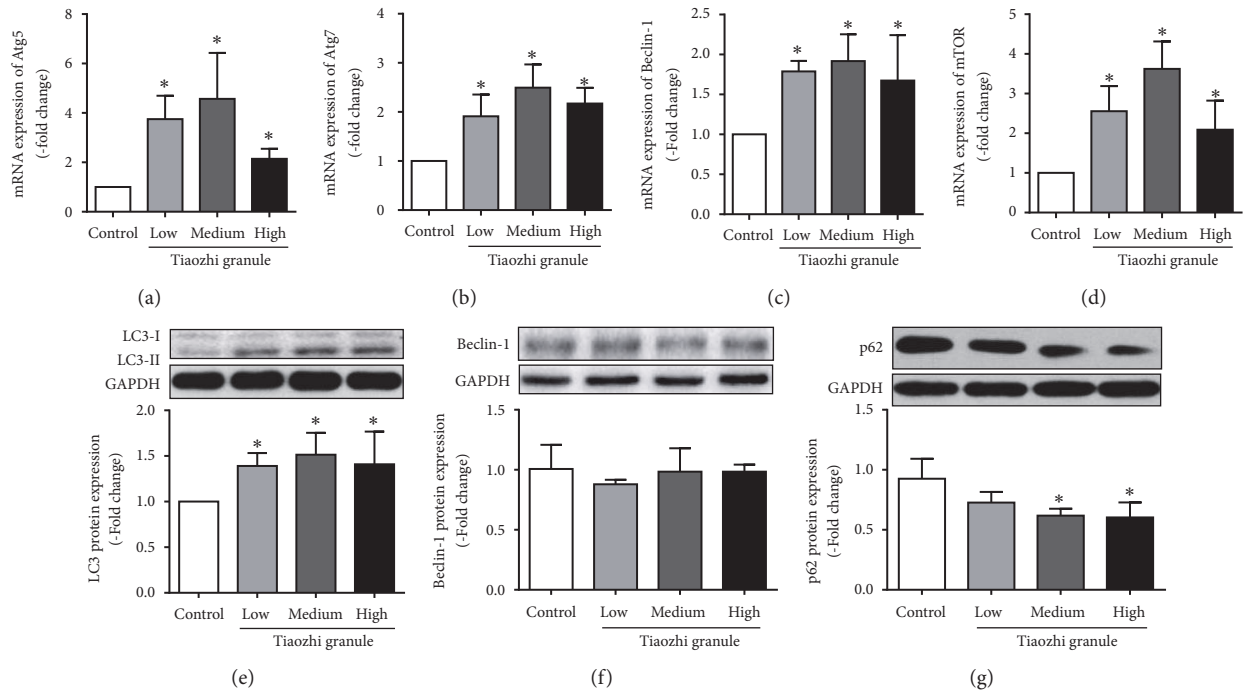 mRNA expression of Atg5
(-fold change)
8
6
4
2
0
*
*
*
Control
Low
Medium
High
Tiaozhi granule
(a)
mRNA expression of Atg7
(-fold change)
4
3
2
1
0
*
*
*
Control
Low
Medium
High
Tiaozhi granule
(b)
mRNA expression of Beclin-1
(-Fold change)
2.5
2.0
1.5
1.0
0.5
0.0
*
*
*
Control
Low
Medium
High
Tiaozhi granule
(c)
mRNA expression of mTOR
(-fold change)
5
4
3
2
1
0
*
*
*
Control
Low
Medium
High
Tiaozhi granule
(d)
LC3-I
LC3-II
GAPDH
LC3 protein expression
(-Fold change)
2.0
1.5
1.0
0.5
0.0
*
*
*
Control
Low
Medium
High
Tiaozhi granule
(e)
Beclin-1
GAPDH
Beclin-1 protein expression
(-Fold change)
1.5
1.0
0.5
0.0
Control
Low
Medium
High
Tiaozhi granule
(f)
p62
GAPDH
p62 protein expression
(-Fold change)
1.5
1.0
0.5
0.0
*
*
Control
Low
Medium
High
Tiaozhi granule
(g)